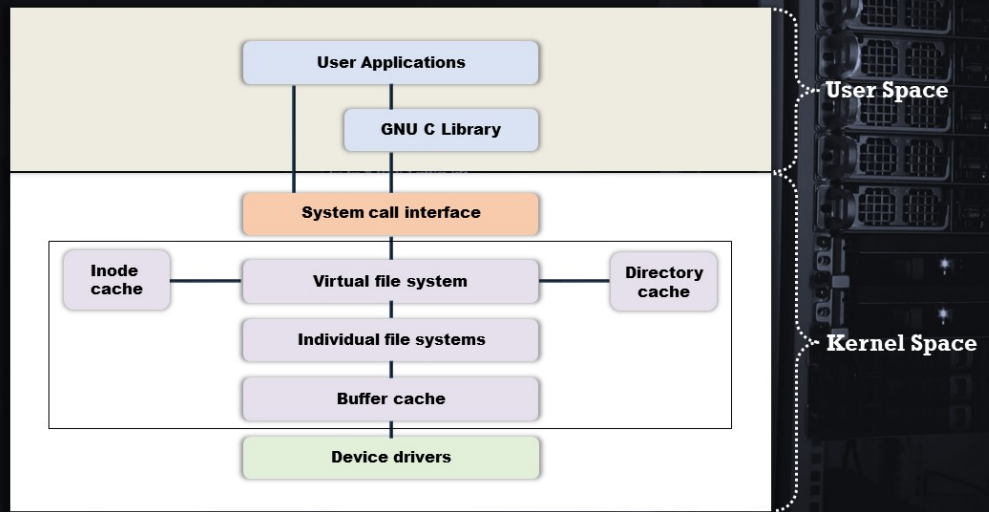 User Applications
User Space
GNU C Library
System call interface
Inode
cache
Virtual file system
Directory
cache
Individual file systems
Kernel Space
Buffer cache
Device drivers